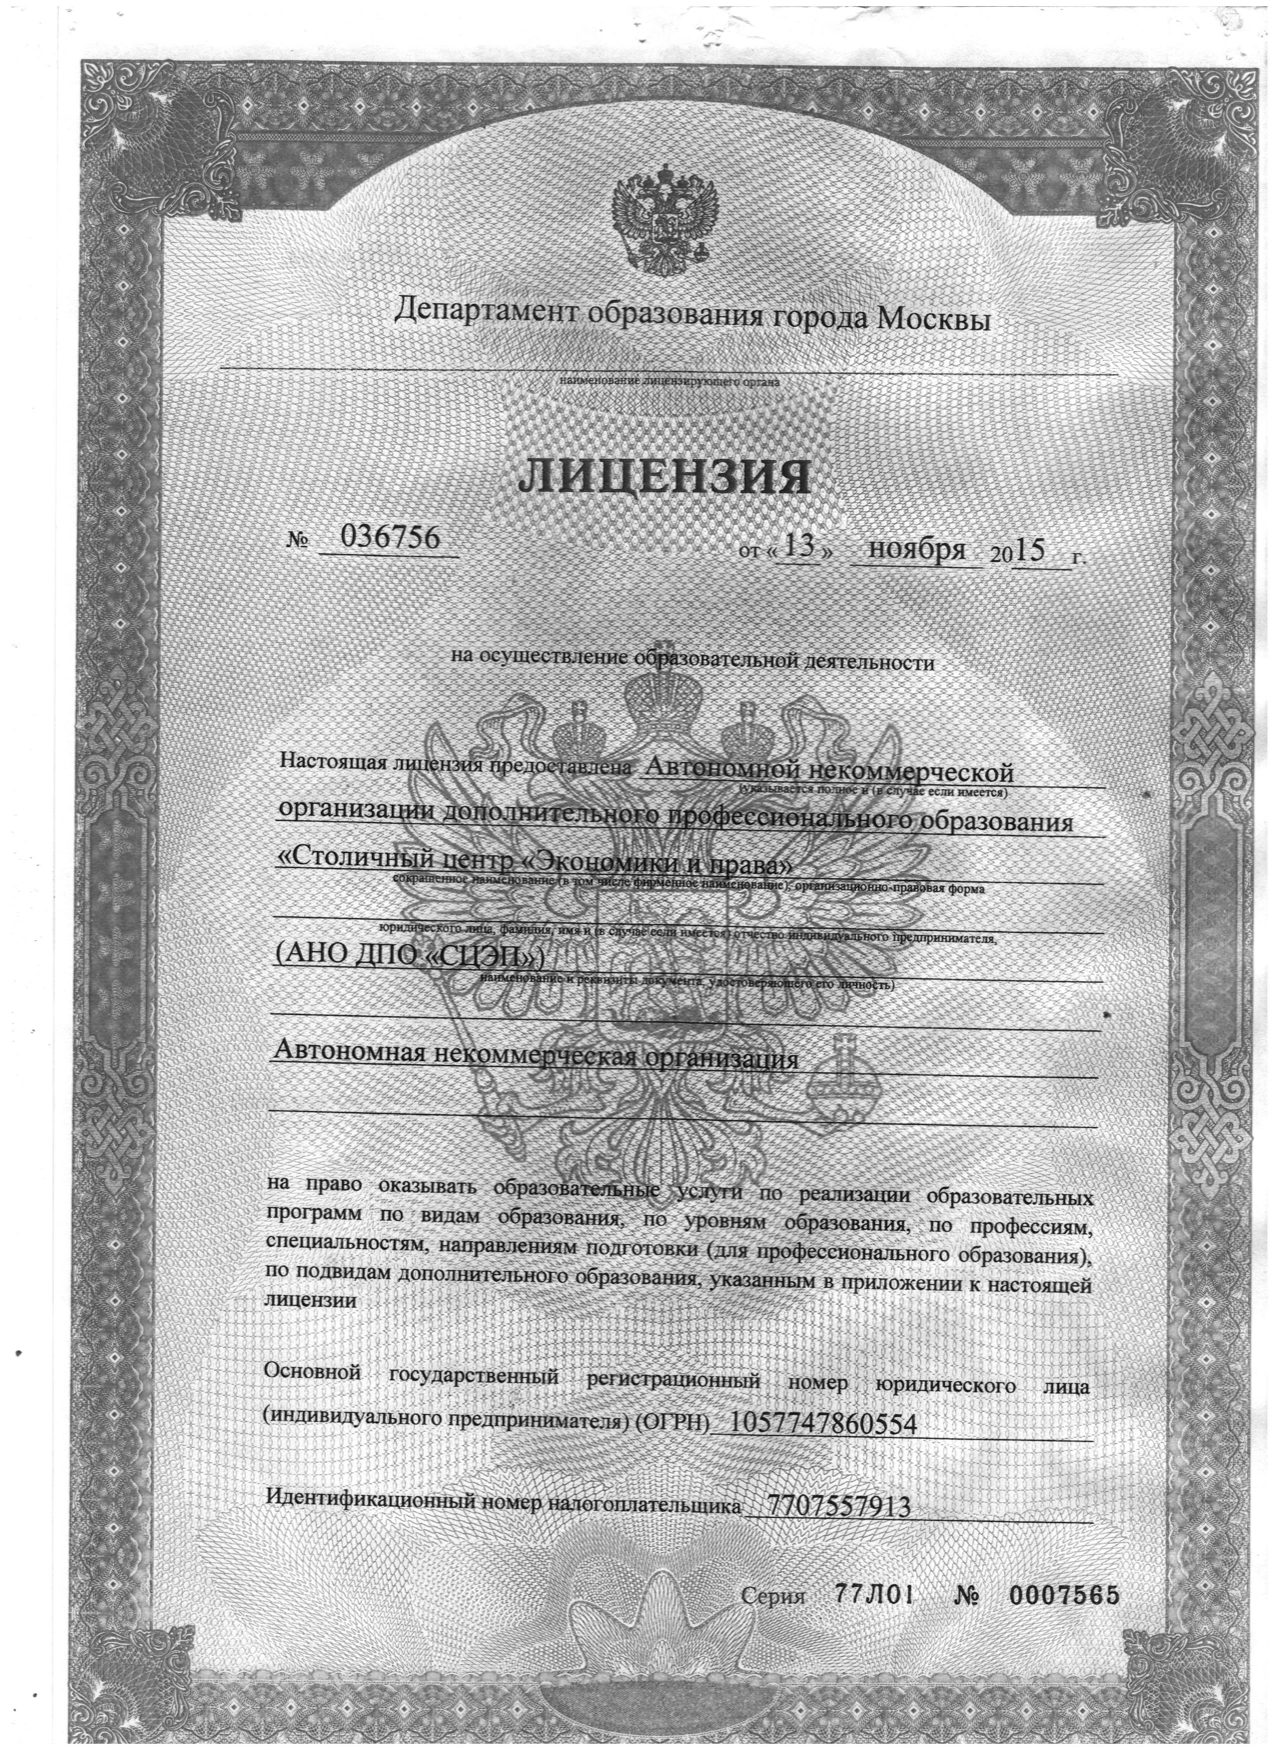 Департамент образования города Москвы
наименование лицензирующего органа
ЛИЦЕНЗИЯ
№ 036756 от «13» ноября 2015 г.
на осуществление образовательной деятельности
Настоящая лицензия предоставлена Автономной некоммерческой
(указывается полное и (в случае если имеется)
организации дополнительного профессионального образования
«Столичный центр «Экономики и права»
сокращенное наименование (в том числе фирменное наименование), организационно-правовая форма
юридического лица, фамилия, имя и (в случае если имеется) отчество индивидуального предпринимателя,
(АНО ДПО «СЦЭП»)
наименование и реквизиты документа, удостоверяющего его личность)
Автономная некоммерческая организация
на право оказывать образовательные услуги по реализации образовательных
программ по видам образования, по уровням образования, по профессиям,
специальностям, направлениям подготовки (для профессионального образования),
по подвидам дополнительного образования, указанным в приложении к настоящей
лицензии
Основной государственный регистрационный номер юридического лица
(индивидуального предпринимателя) (ОГРН) 1057747860554
Идентификационный номер налогоплательщика 7707557913
Серия 77Л01 № 0007565